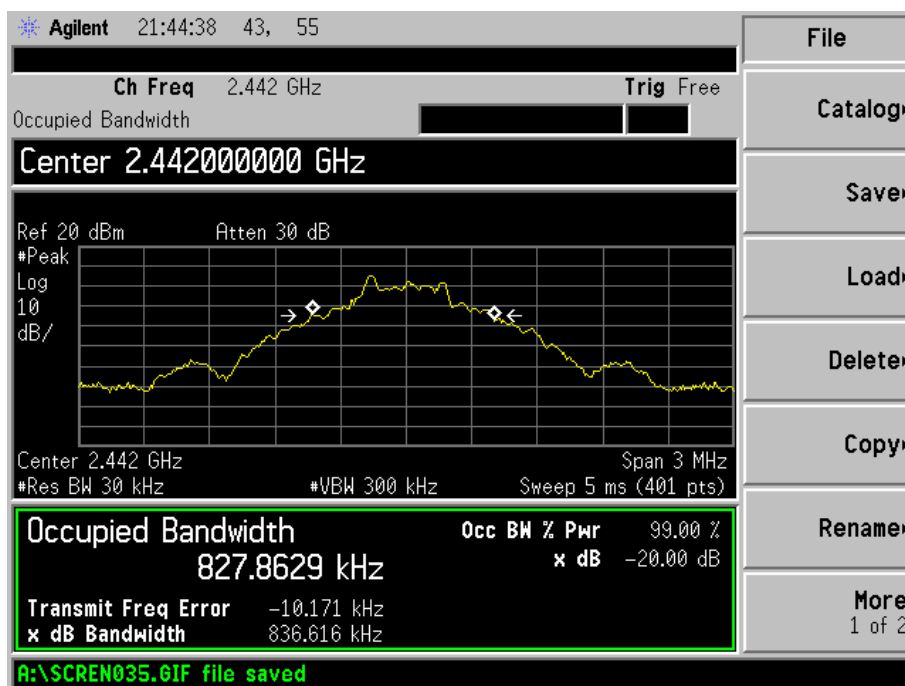 Agilent 21:44:38 43, 55
File
Ch Freq 2.442 GHz
Trig Free
Occupied Bandwidth
Center 2.442000000 GHz
Ref 20 dBm Atten 30 dB
#Peak
Log
10
dB/
Center 2.442 GHz Span 3 MHz
#Res BW 30 kHz #VBW 300 kHz Sweep 5 ms (401 pts)
Occupied Bandwidth
827.8629 kHz
Occ BW % Pwr 99.00 %
x dB -20.00 dB
Transmit Freq Error -10.171 kHz
x dB Bandwidth 836.616 kHz
A:\SCREN035.GIF file saved
Catalog
Save
Load
Delete
Copy
Rename
More
1 of 2